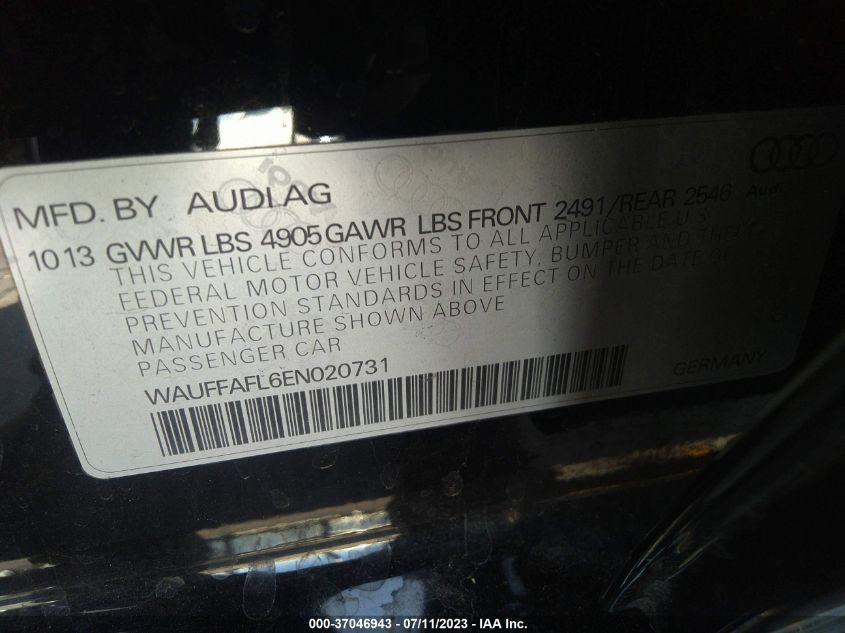 MFD. BY AUDI AG
Audi
10 13 GVWR LBS 4905 GAWR LBS FRONT 2491/REAR 2546
THIS VEHICLE CONFORMS TO ALL APPLICABLE U.S.
FEDERAL MOTOR VEHICLE SAFETY, BUMPER AND THEFT
PREVENTION STANDARDS IN EFFECT ON THE DATE OF
MANUFACTURE SHOWN ABOVE
PASSENGER CAR
WAUFFAFL6EN020731
GERMANY
000-37046943 - 07/11/2023 - IAA Inc.